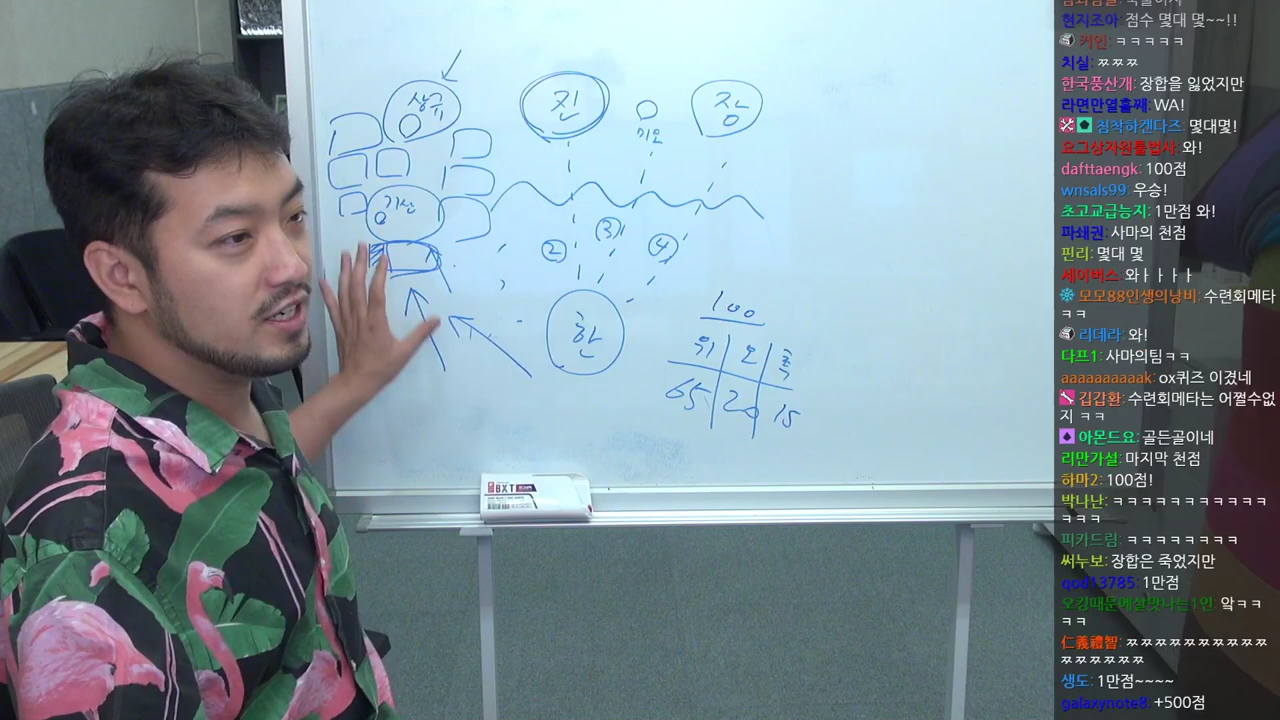 상규
진
장
미오
기산
2
3
4
한
100
위 오 촉
65 20 15
BXT
현지조아: 점수 몇대 몇~~!!
커인: ㅋㅋㅋㅋㅋ
치실: ㅉㅉㅉ
한국풍산개: 장합을 잃었지만
라면만열흘째: WA!
침착하겐다즈: 몇대몇!
요그상자원툴법사: 와!
dafttaengk: 100점
wnsals99: 우승!
초고교급능지: 1만점 와!
파쇄권: 사마의 천점
핀리: 몇대 몇
세이버스: 와ㅏㅏㅏㅏ
모모88인생의낭비: 수련회메타
ㅋㅋ
리데라: 와!
다프1: 사마의팀ㅋㅋ
aaaaaaaaaak: ox퀴즈 이겼네
김갑환: 수련회메타는 어쩔수없
지 ㅋㅋ
아몬드요: 골든골이네
리만가설: 마지막 천점
하마2: 100점!
박나난: ㅋㅋㅋㅋㅋㅋㅋㅋㅋㅋㅋ
ㅋㅋㅋ
피카드림: ㅋㅋㅋㅋㅋㅋㅋㅋ
써누보: 장합은 죽었지만
qod13785: 1만점
오킹때문에살맛나는1인: 앜ㅋㅋ
ㅋㅋ
仁義禮智: ㅉㅉㅉㅉㅉㅉㅉㅉㅉㅉ
ㅉㅉㅉㅉㅉㅉ
생도: 1만점~~~~
galaxynote8: +500점